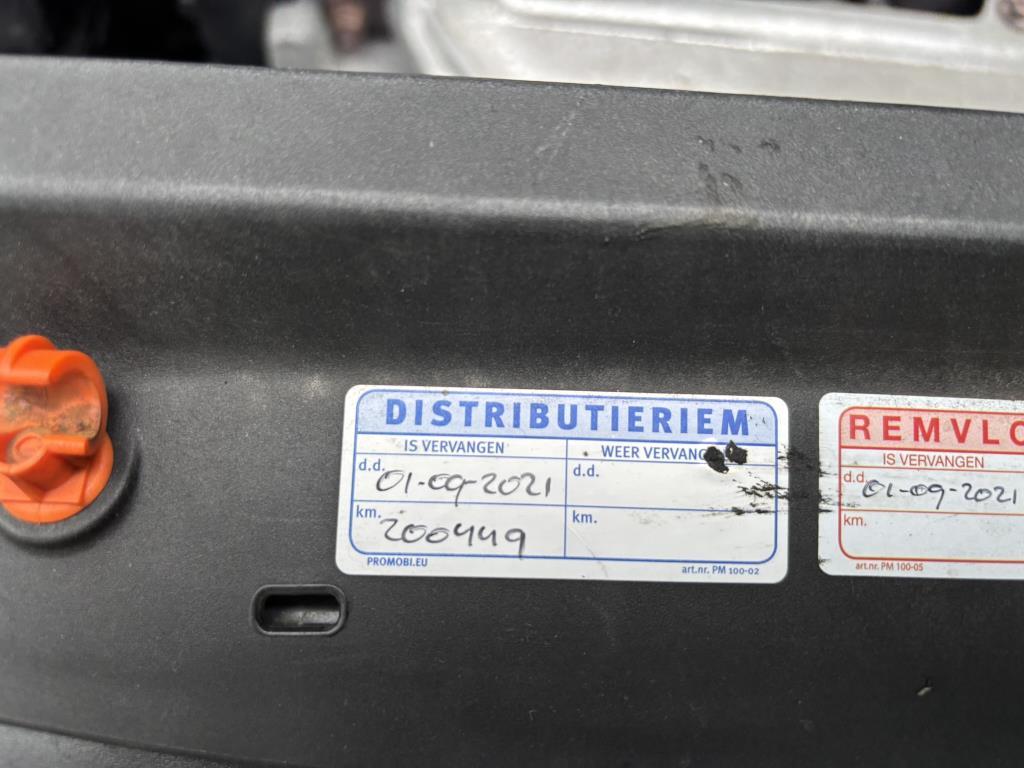 DISTRIBUTIERIEM
IS VERVANGEN WEER VERVANG
d.d. 01-09-2021 d.d.
km. 200449 km.
PROMOBI.EU art.nr. PM 100-02
REMVLO
IS VERVANGEN
d.d. 01-09-2021
km.
art.nr. PM 100-05